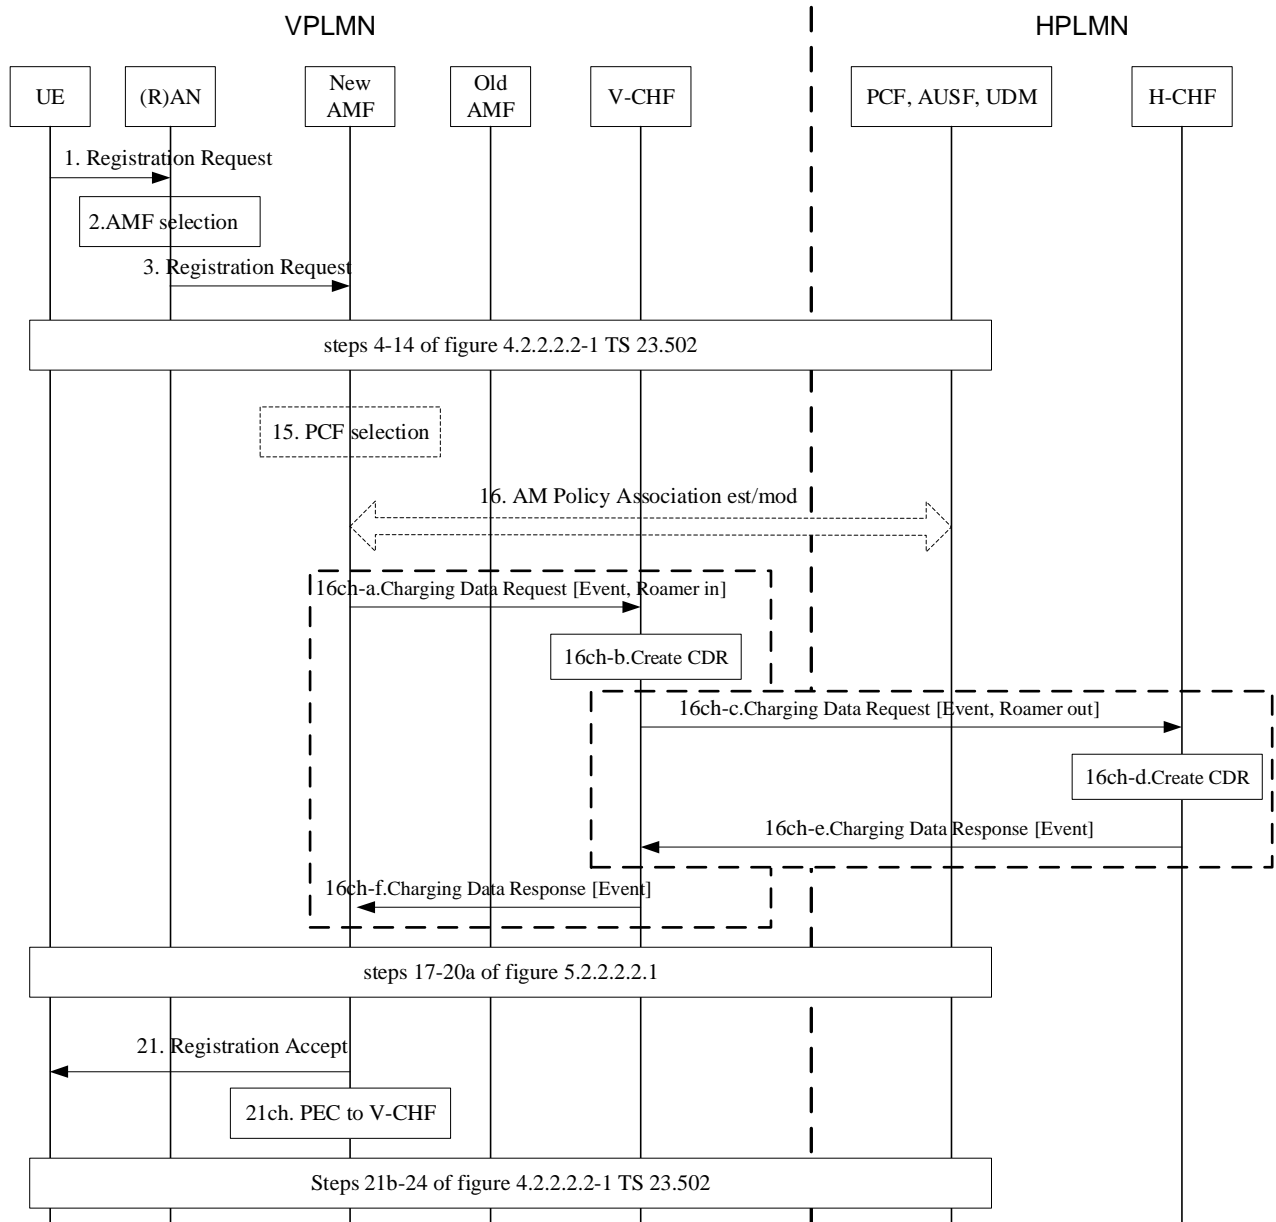 VPLMN
HPLMN
UE
(R)AN
New
AMF
Old
AMF
V-CHF
PCF, AUSF, UDM
H-CHF
1. Registration Request
2.AMF selection
3. Registration Request
steps 4-14 of figure 4.2.2.2.2-1 TS 23.502
15. PCF selection
16. AM Policy Association est/mod
16ch-a.Charging Data Request [Event, Roamer in]
16ch-b.Create CDR
16ch-c.Charging Data Request [Event, Roamer out]
16ch-d.Create CDR
16ch-e.Charging Data Response [Event]
16ch-f.Charging Data Response [Event]
steps 17-20a of figure 5.2.2.2.2.1
21. Registration Accept
21ch. PEC to V-CHF
Steps 21b-24 of figure 4.2.2.2.2-1 TS 23.502